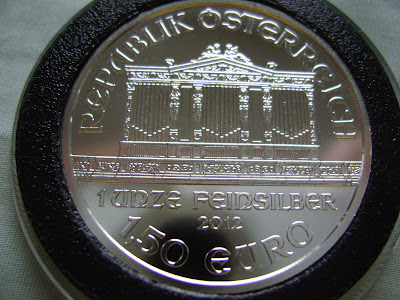 REPUBLIK ÖSTERREICH
1 UNZE FEINSILBER
2012
1,50 EURO